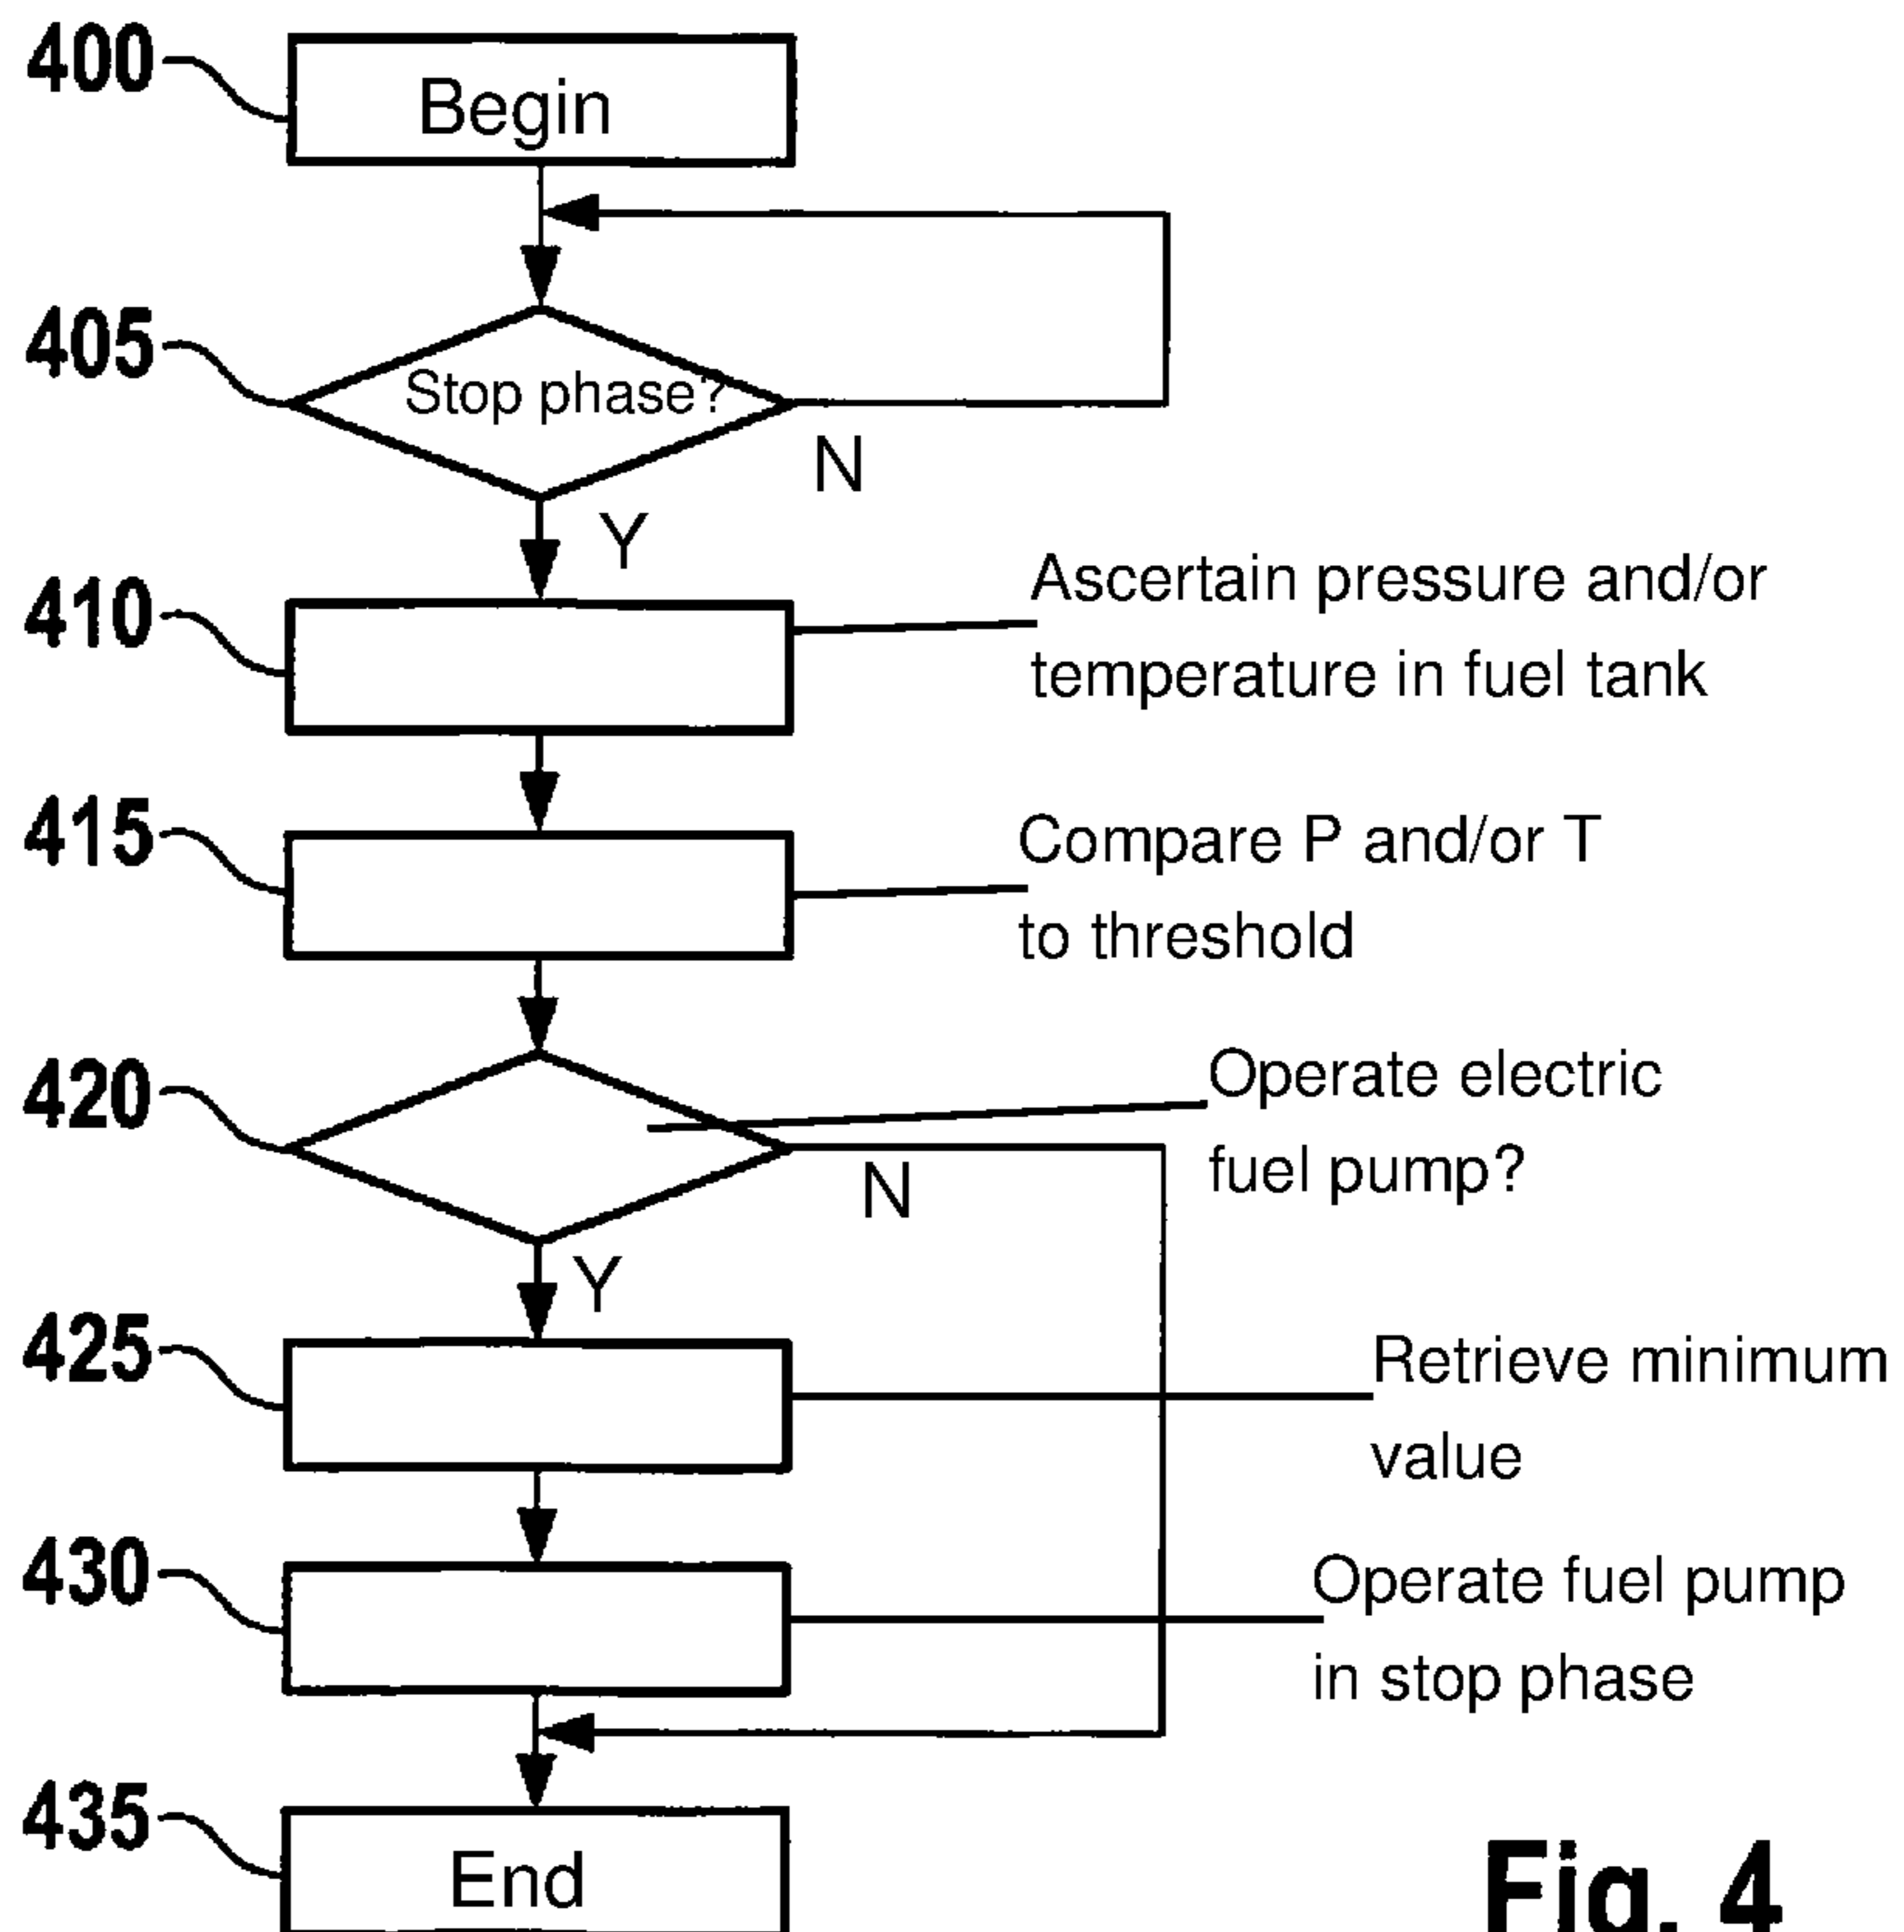 400
Begin
405
Stop phase?
N
Y
410
Ascertain pressure and/or
temperature in fuel tank
415
Compare P and/or T
to threshold
420
Operate electric
fuel pump?
N
Y
425
Retrieve minimum
value
430
Operate fuel pump
in stop phase
435
End
Fig. 4